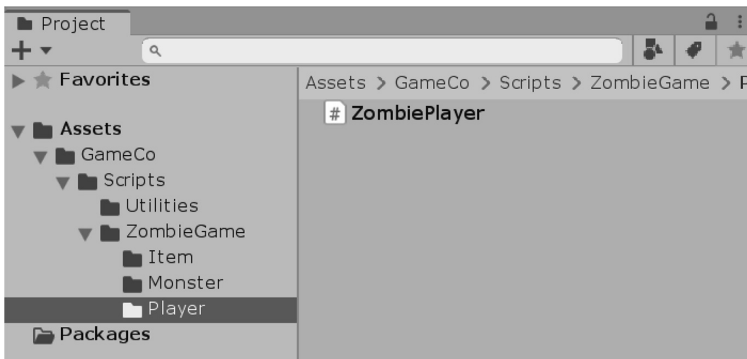 Project
Favorites
Assets > GameCo > Scripts > ZombieGame >
# ZombiePlayer
Assets
GameCo
Scripts
Utilities
ZombieGame
Item
Monster
Player
Packages